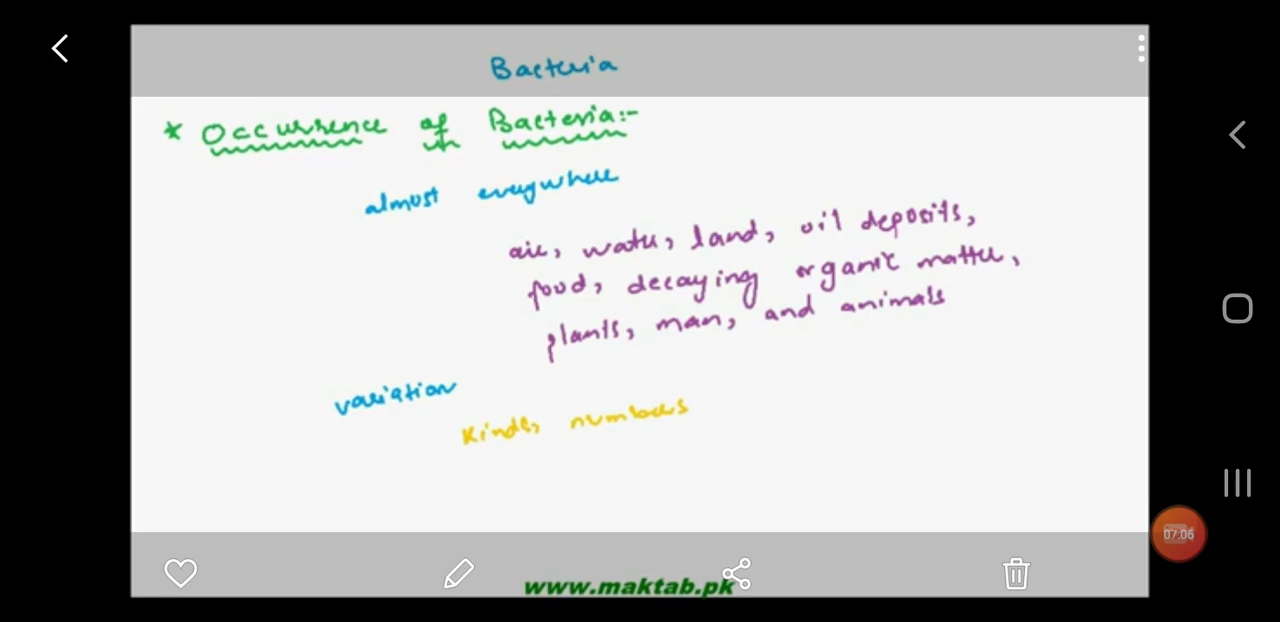 Bacteria
* Occurrence of Bacteria:-
almost everywhere
air, water, land, oil deposits,
food, decaying organic matter,
plants, man, and animals
variation
Kinds, numbers
07:06
www.maktab.pk